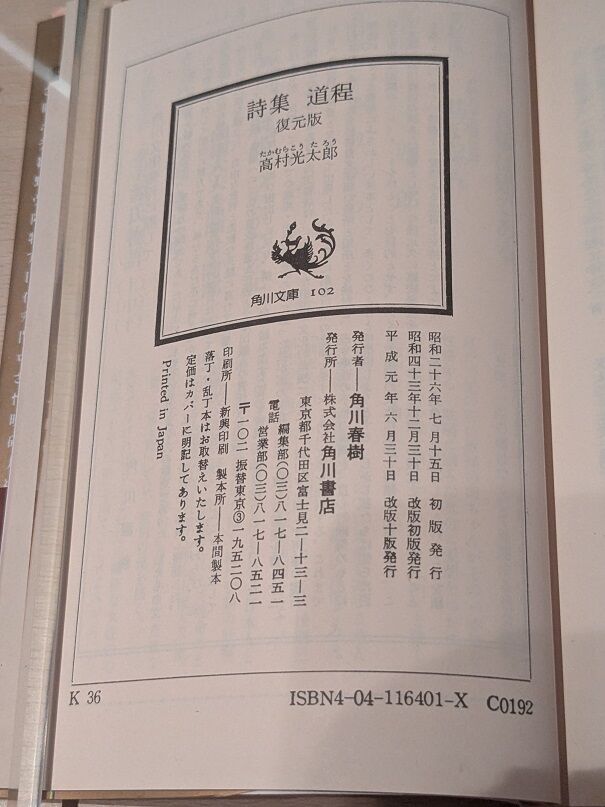 詩集 道程
復元版
たかむらこうたろう
高村光太郎
角川文庫 102
昭和二十六年七月十五日 初版発行
昭和四十三年十二月三十日 改版初版発行
平成元年六月三十日 改版十版発行
発行者―角川春樹
発行所―株式会社角川書店
東京都千代田区富士見二―十三―三
電話 編集部(〇三)八一七―八四五一
営業部(〇三)八一七―八五二一
〒一〇二 振替東京③一九五二〇八
印刷所―新興印刷 製本所―本間製本
落丁・乱丁本はお取替えいたします。
定価はカバーに明記してあります。
Printed in Japan
K 36
ISBN4-04-116401-X C0192